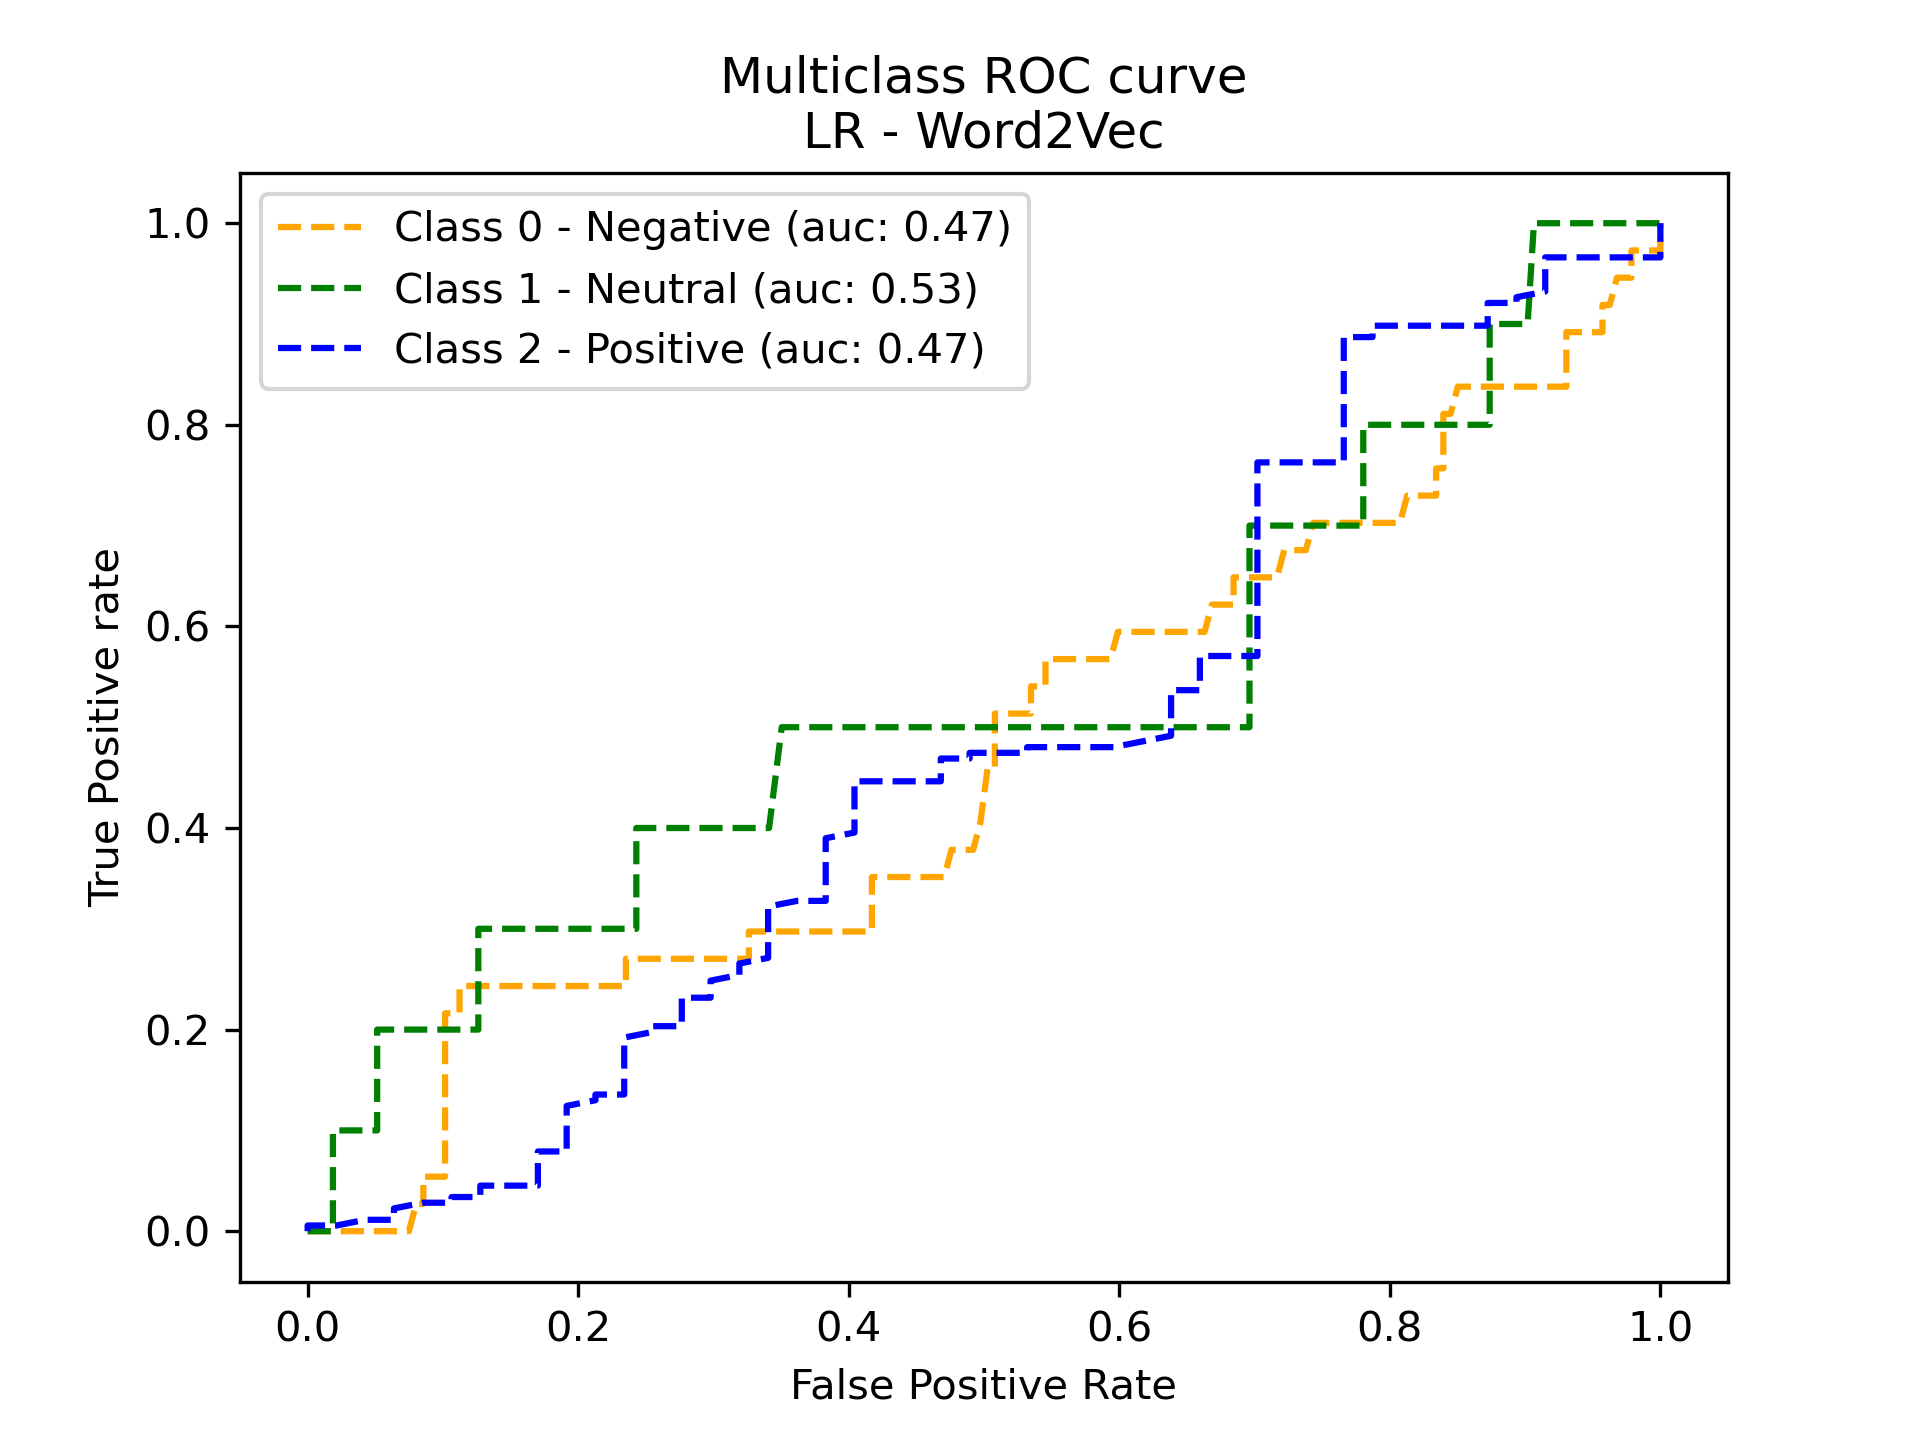 Multiclass ROC curve
LR - Word2Vec
Class 0 - Negative (auc: 0.47)
Class 1 - Neutral (auc: 0.53)
Class 2 - Positive (auc: 0.47)
True Positive rate
1.0
0.8
0.6
0.4
0.2
0.0
0.0 0.2 0.4 0.6 0.8 1.0
False Positive Rate